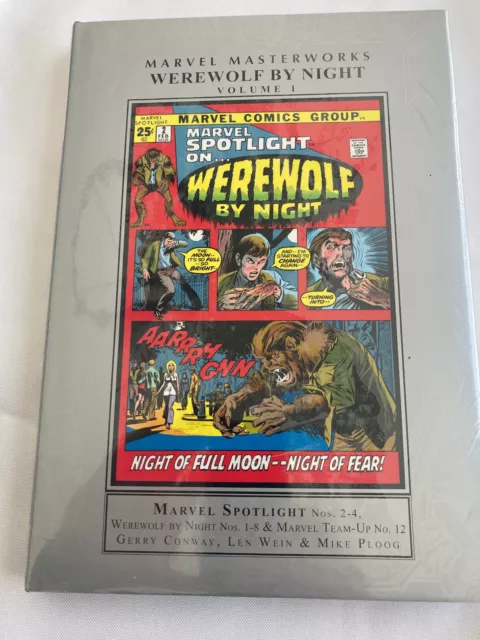 MARVEL MASTERWORKS
WEREWOLF BY NIGHT
VOLUME 1
MARVEL SPOTLIGHT
MARVEL COMICS GROUP
25¢
2
FEB
MARVEL
SPOTLIGHT
ON...
WEREWOLF
BY NIGHT
THE MOON--
IT'S SO FULL
--SO
BRIGHT--
AND--I'M
STARTING TO
CHANGE
AGAIN--
--TURNING
INTO--
AARRRGH
GNN
NIGHT OF FULL MOON--NIGHT OF FEAR!
MARVEL SPOTLIGHT NOS. 2-4,
WEREWOLF BY NIGHT NOS. 1-8 & MARVEL TEAM-UP NO. 12
GERRY CONWAY, LEN WEIN & MIKE PLOOG